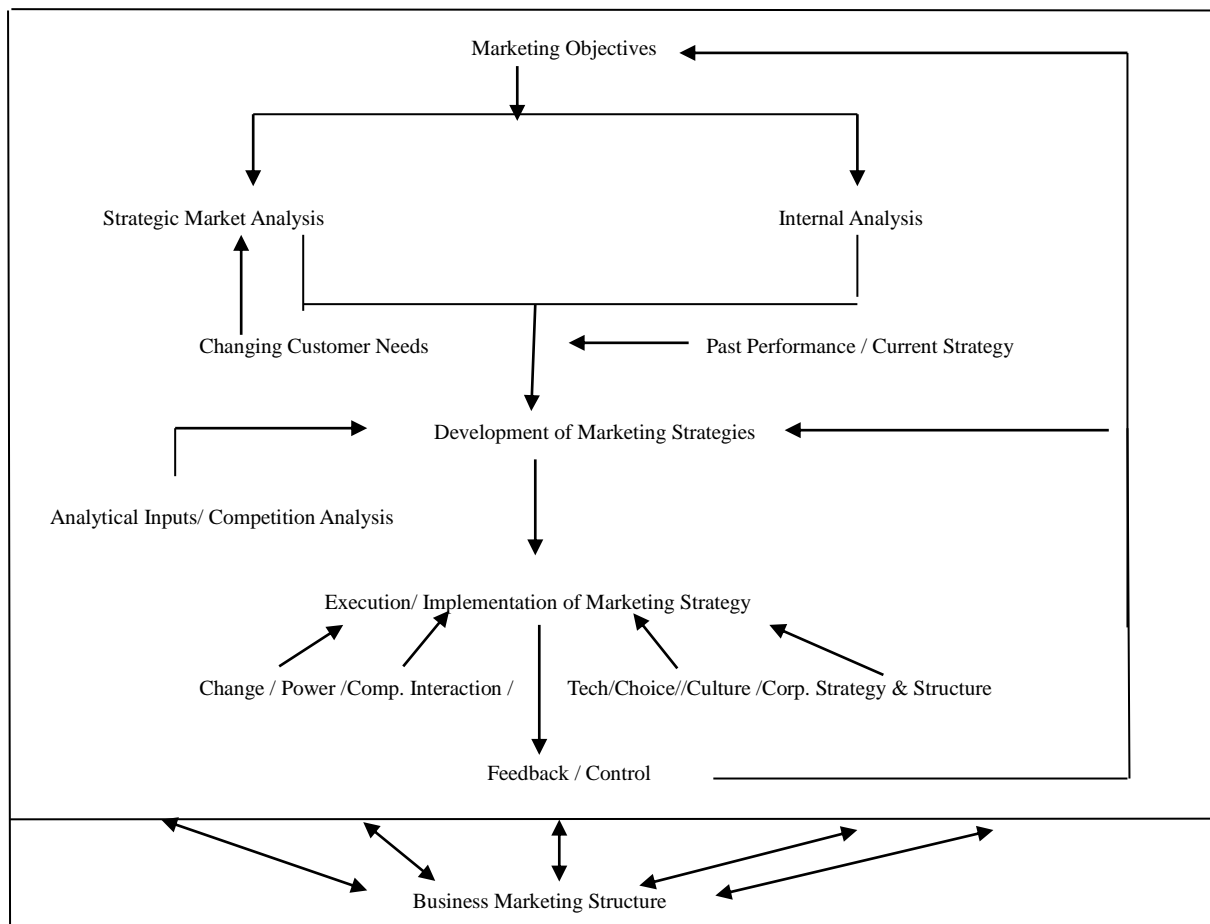 Marketing Objectives
Strategic Market Analysis
Internal Analysis
Changing Customer Needs
Past Performance / Current Strategy
Development of Marketing Strategies
Analytical Inputs/ Competition Analysis
Execution/ Implementation of Marketing Strategy
Change / Power /Comp. Interaction /
Tech/Choice//Culture /Corp. Strategy & Structure
Feedback / Control
Business Marketing Structure